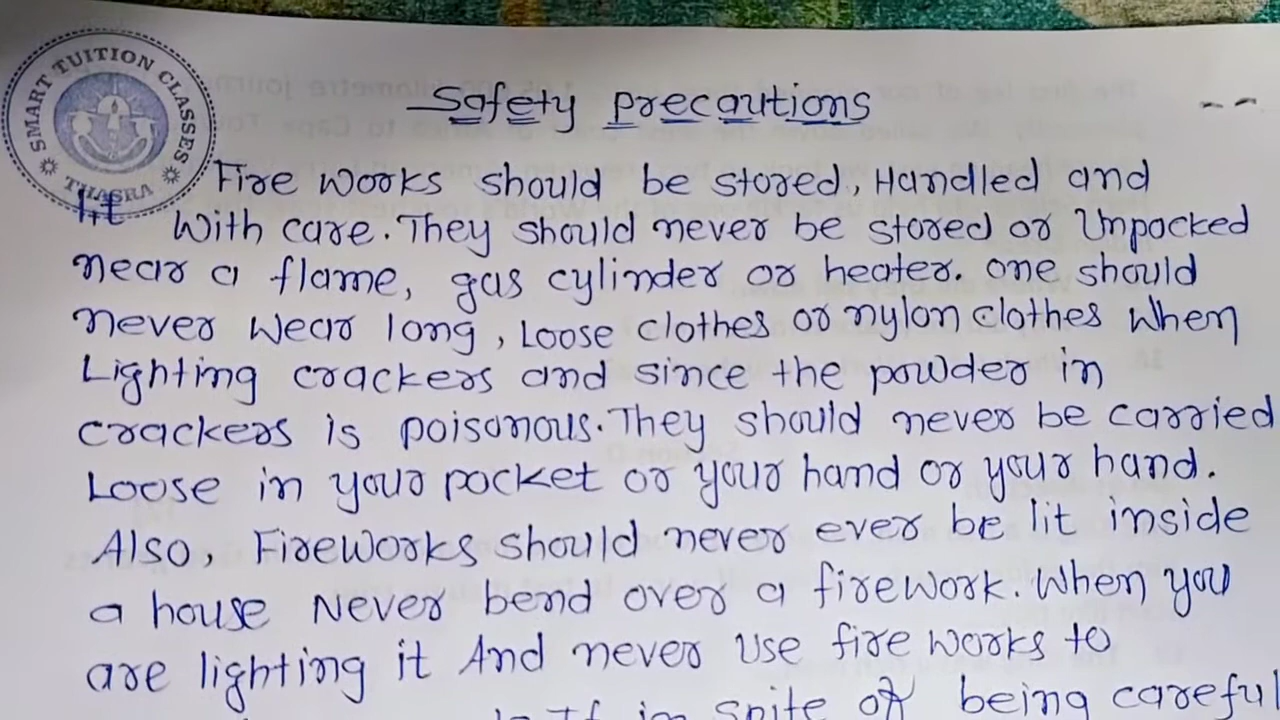 SMART TUITION CLASSES
THASRA
Safety precautions
Fire works should be stored, Handled and
lit With care. They should never be stored or Unpacked
near a flame, gas cylinder or heater. one should
never Wear long, Loose clothes or nylon clothes When
Lighting crackers and since the powder in
crackers is poisonous. They should never be carried
Loose in your pocket or your hand or your hand.
Also, Fireworks should never ever be lit inside
a house Never bend over a firework. When you
are lighting it And never Use fire works to
If in spite of being careful